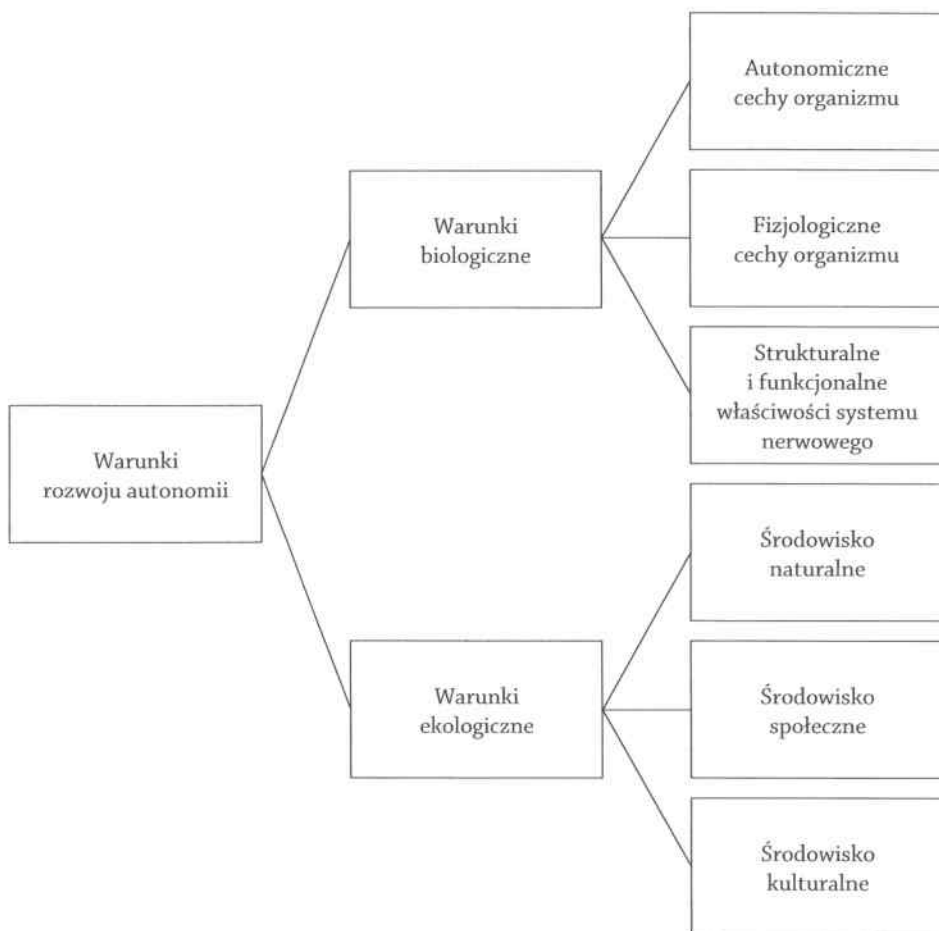 Autonomiczne
cechy organizmu
Warunki
biologiczne
Fizjologiczne
cechy organizmu
Strukturalne
i funkcjonalne
właściwości systemu
nerwowego
Warunki
rozwoju autonomii
Środowisko
naturalne
Warunki
ekologiczne
Środowisko
społeczne
Środowisko
kulturalne